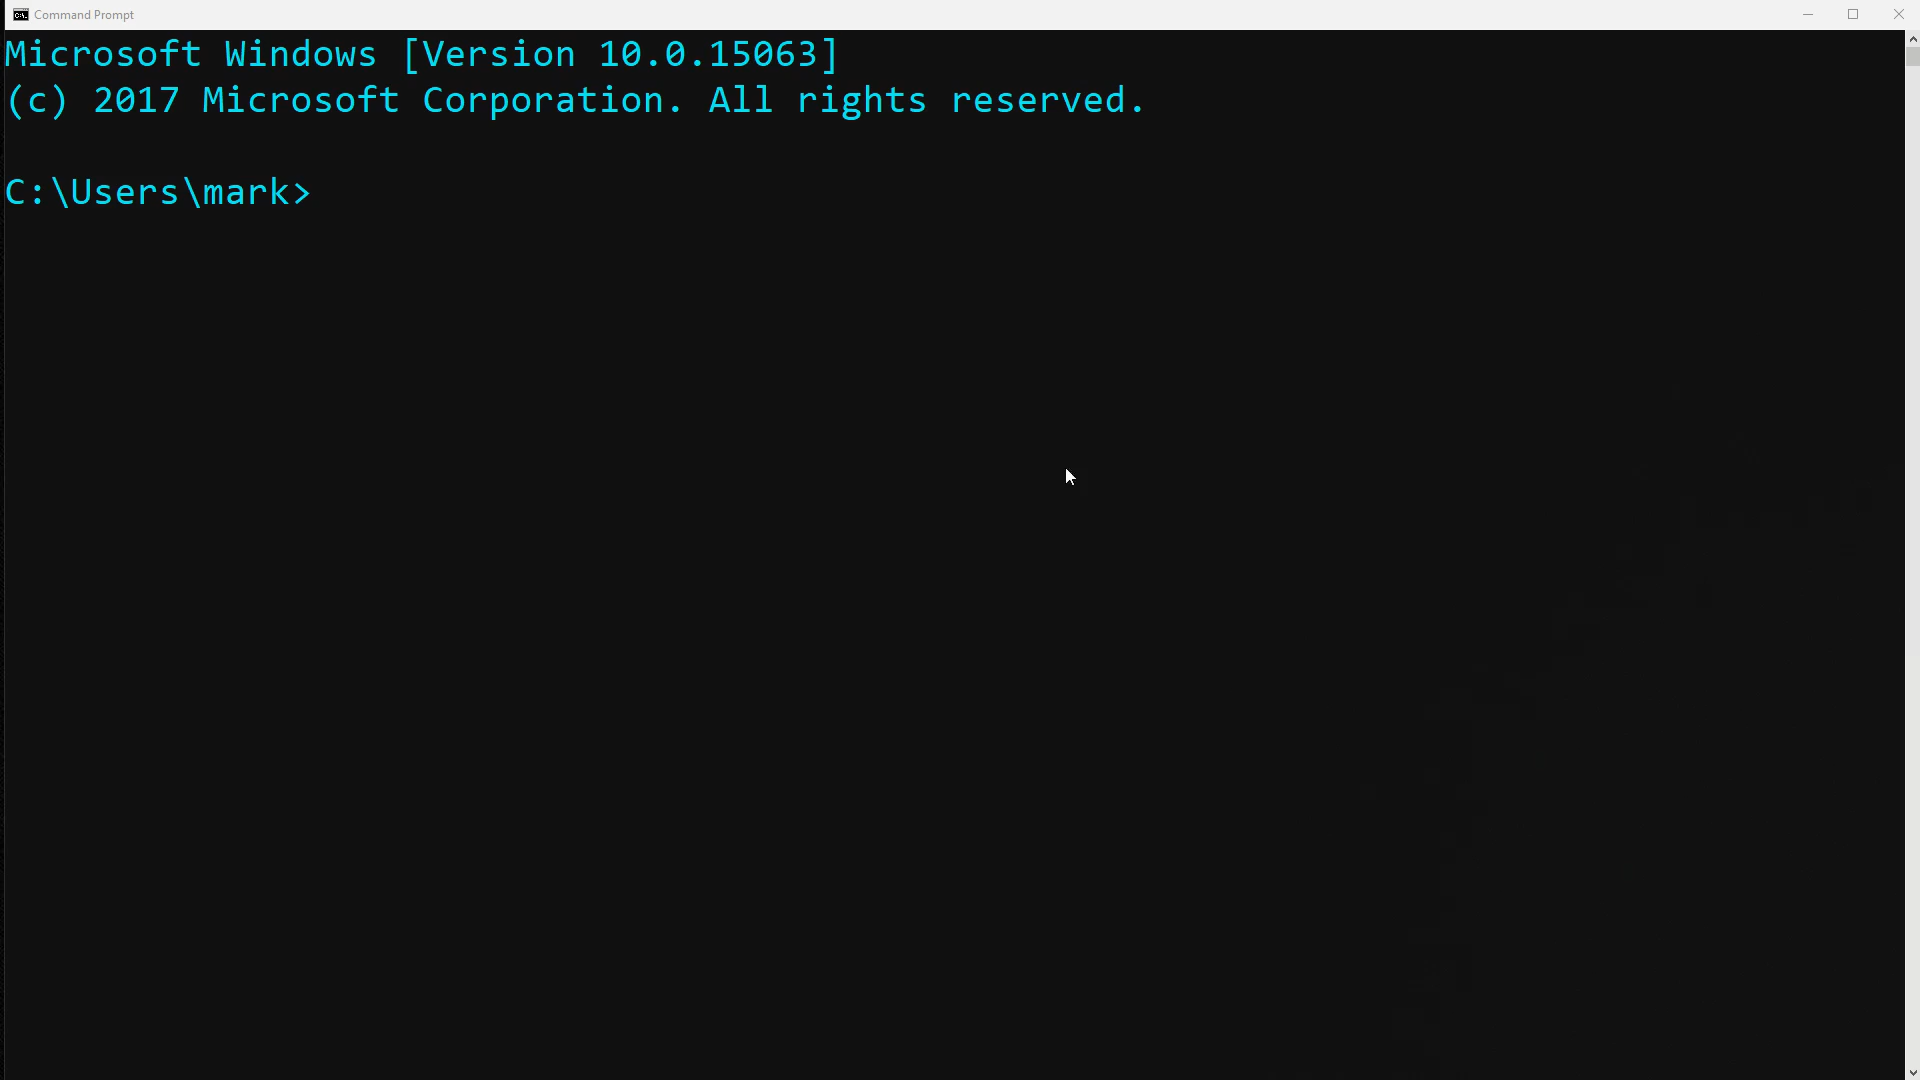 Command Prompt
Microsoft Windows [Version 10.0.15063]
(c) 2017 Microsoft Corporation. All rights reserved.
C:\Users\mark>